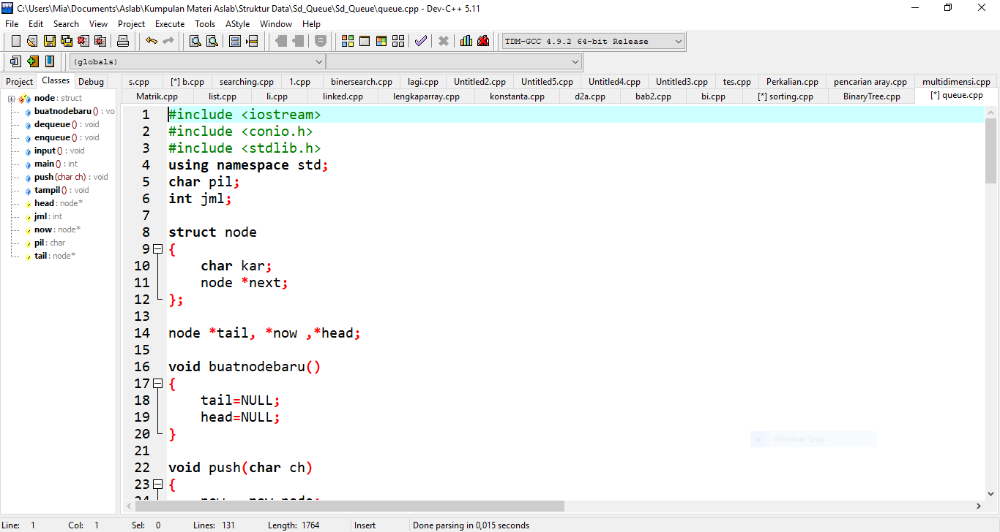 C:\Users\Mia\Documents\Aslab\Kumpulan Materi Aslab\Struktur Data\Sd_Queue\Sd_Queue\queue.cpp - Dev-C++ 5.11
File Edit Search View Project Execute Tools AStyle Window Help
TDM-GCC 4.9.2 64-bit Release
(globals)
Project Classes Debug
s.cpp [*] b.cpp searching.cpp 1.cpp binersearch.cpp lagi.cpp Untitled2.cpp Untitled5.cpp Untitled4.cpp Untitled3.cpp tes.cpp Perkalian.cpp pencarian aray.cpp multidimensi.cpp
Matrik.cpp list.cpp li.cpp linked.cpp lengkaparray.cpp konstanta.cpp d2a.cpp bab2.cpp bi.cpp [*] sorting.cpp BinaryTree.cpp [*] queue.cpp
node : struct
buatnodebaru () : vo
dequeue () : void
enqueue () : void
input () : void
main () : int
push (char ch) : void
tampil () : void
head : node*
jml : int
now : node*
pil : char
tail : node*
1 #include <iostream>
2 #include <conio.h>
3 #include <stdlib.h>
4 using namespace std;
5 char pil;
6 int jml;
7
8 struct node
9 {
10 char kar;
11 node *next;
12 };
13
14 node *tail, *now ,*head;
15
16 void buatnodebaru()
17 {
18 tail=NULL;
19 head=NULL;
20 }
21
22 void push(char ch)
23 {
Window Snip
Line: 1 Col: 1 Sel: 0 Lines: 131 Length: 1764 Insert Done parsing in 0,015 seconds